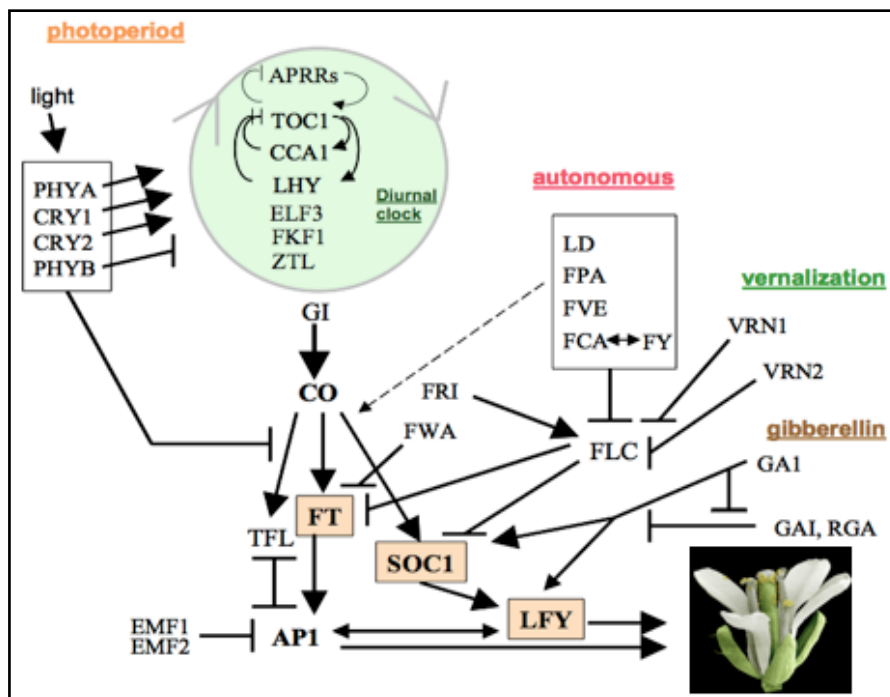 photoperiod
light
PHYA
CRY1
CRY2
PHYB
APRRs
TOC1
CCA1
LHY
ELF3
FKF1
ZTL
Diurnal
clock
GI
CO
autonomous
LD
FPA
FVE
FCA FY
vernalization
VRN1
VRN2
FRI
FWA
FLC
gibberellin
GA1
GAI, RGA
FT
TFL
SOC1
LFY
EMF1
EMF2
AP1